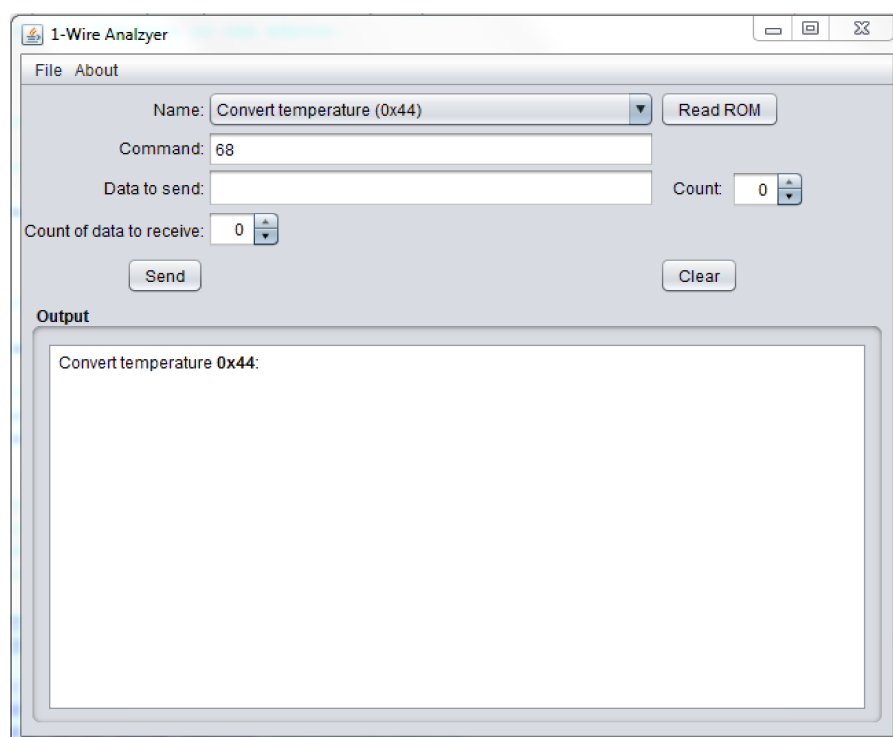 1-Wire Analzyer
File About
Name: Convert temperature (0x44) Read ROM
Command: 68
Data to send: Count: 0
Count of data to receive: 0
Send Clear
Output
Convert temperature 0x44: